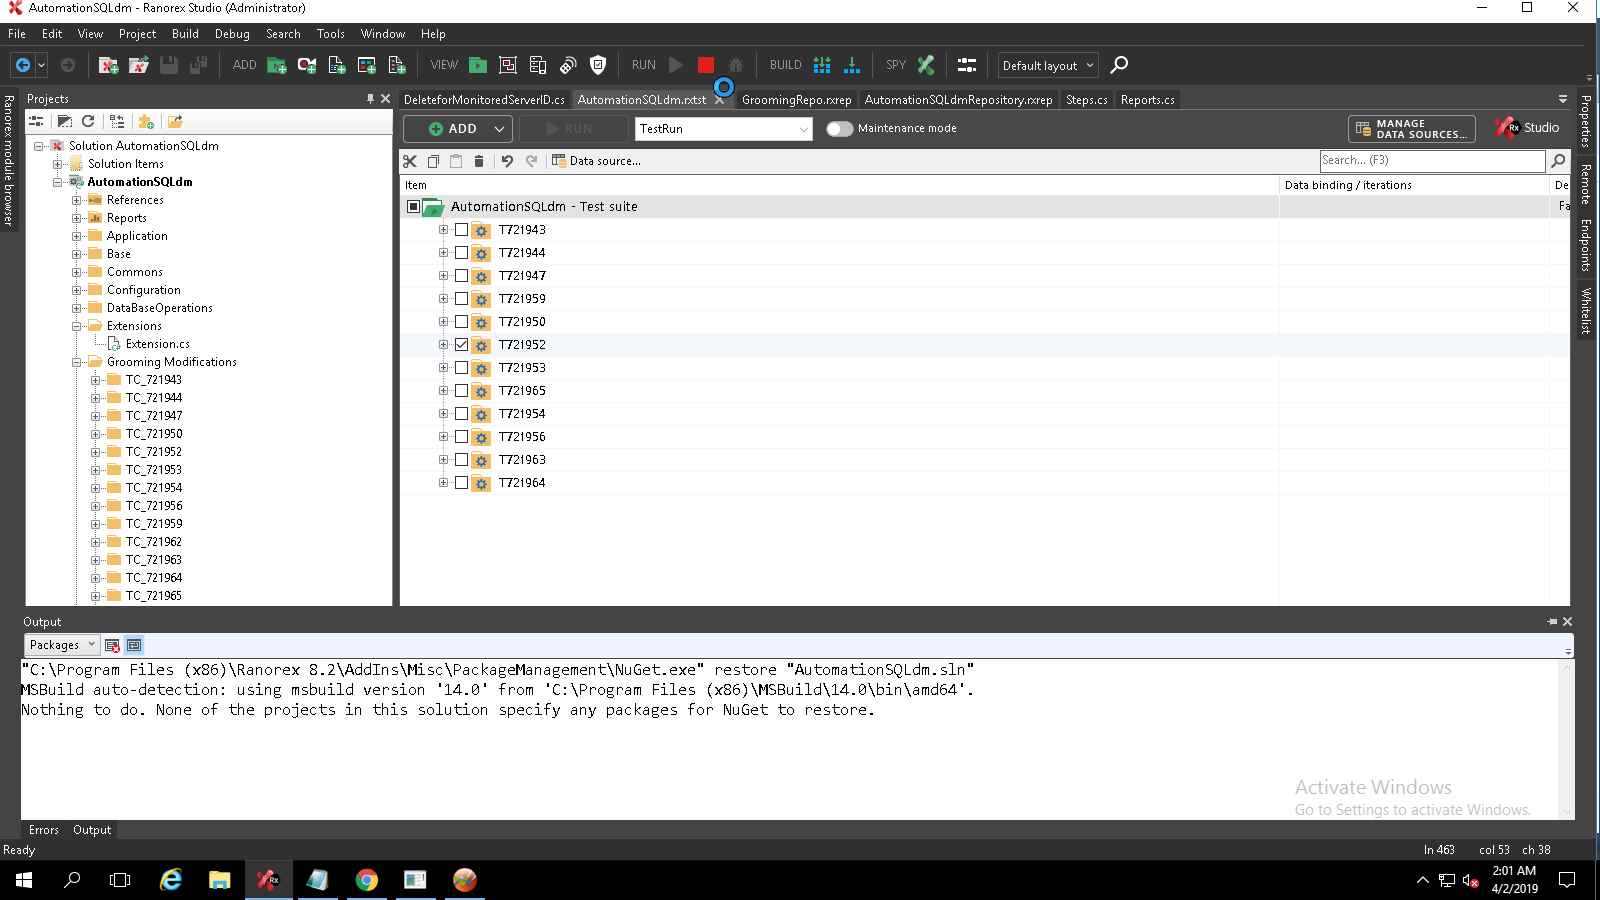 AutomationSQLdm - Ranorex Studio (Administrator)
File Edit View Project Build Debug Search Tools Window Help
ADD VIEW RUN BUILD SPY Default layout
Ranorex module browser
Projects
Solution AutomationSQLdm
Solution Items
AutomationSQLdm
References
Reports
Application
Base
Commons
Configuration
DataBaseOperations
Extensions
Extension.cs
Grooming Modifications
TC_721943
TC_721944
TC_721947
TC_721950
TC_721952
TC_721953
TC_721954
TC_721956
TC_721959
TC_721962
TC_721963
TC_721964
TC_721965
DeleteforMonitoredServerID.cs AutomationSQLdm.rxtst GroomingRepo.rxrep AutomationSQLdmRepository.rxrep Steps.cs Reports.cs
ADD RUN TestRun Maintenance mode MANAGE DATA SOURCES... Rx Studio
Data source... Search... (F3)
Item Data binding / iterations De
AutomationSQLdm - Test suite Fa
T721943
T721944
T721947
T721959
T721950
T721952
T721953
T721965
T721954
T721956
T721963
T721964
Properties
Remote
Endpoints
Whitelist
Output
Packages
"C:\Program Files (x86)\Ranorex 8.2\AddIns\Misc\PackageManagement\NuGet.exe" restore "AutomationSQLdm.sln"
MSBuild auto-detection: using msbuild version '14.0' from 'C:\Program Files (x86)\MSBuild\14.0\bin\amd64'.
Nothing to do. None of the projects in this solution specify any packages for NuGet to restore.
Activate Windows
Go to Settings to activate Windows.
Errors Output
Ready ln 463 col 53 ch 38
Rx
2:01 AM
4/2/2019